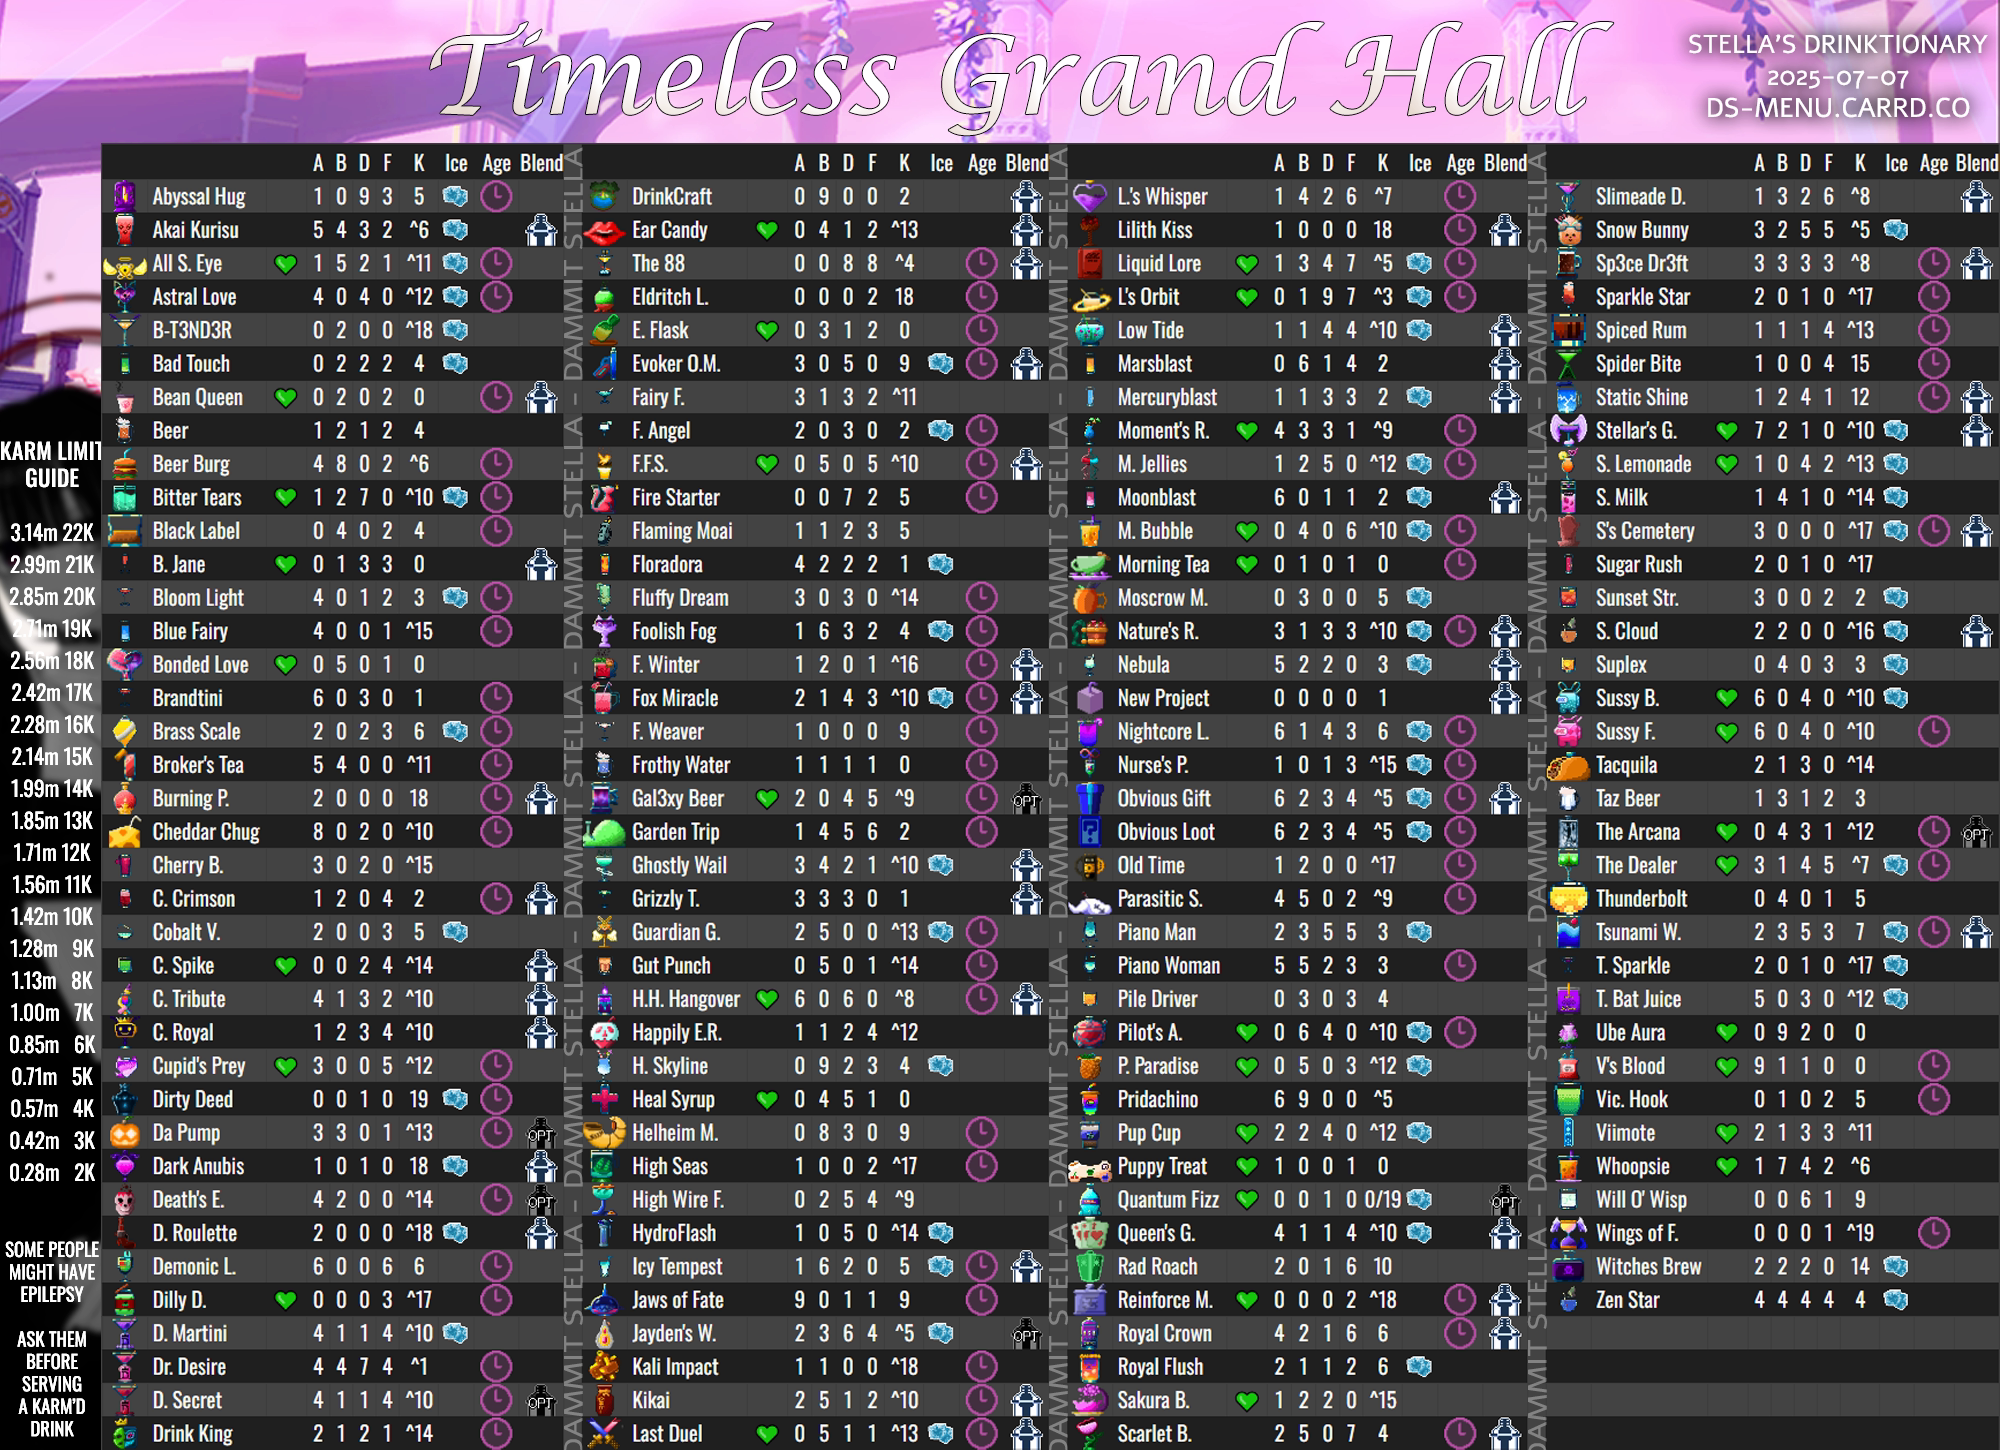 Timeless Grand Hall
STELLA'S DRINKTIONARY
2025-07-07
DS-MENU.CARRD.CO
KARM LIMIT
GUIDE
3.14m 22K
2.99m 21K
2.85m 20K
2.71m 19K
2.56m 18K
2.42m 17K
2.28m 16K
2.14m 15K
1.99m 14K
1.85m 13K
1.71m 12K
1.56m 11K
1.42m 10K
1.28m 9K
1.13m 8K
1.00m 7K
0.85m 6K
0.71m 5K
0.57m 4K
0.42m 3K
0.28m 2K
SOME PEOPLE
MIGHT HAVE
EPILEPSY
ASK THEM
BEFORE
SERVING
A KARM'D
DRINK
A B D F K Ice Age Blend
Abyssal Hug 1 0 9 3 5
Akai Kurisu 5 4 3 2 ^6
All S. Eye 1 5 2 1 ^11
Astral Love 4 0 4 0 ^12
B-T3ND3R 0 2 0 0 ^18
Bad Touch 0 2 2 2 4
Bean Queen 0 2 0 2 0
Beer 1 2 1 2 4
Beer Burg 4 8 0 2 ^6
Bitter Tears 1 2 7 0 ^10
Black Label 0 4 0 2 4
B. Jane 0 1 3 3 0
Bloom Light 4 0 1 2 3
Blue Fairy 4 0 0 1 ^15
Bonded Love 0 5 0 1 0
Brandtini 6 0 3 0 1
Brass Scale 2 0 2 3 6
Broker's Tea 5 4 0 0 ^11
Burning P. 2 0 0 0 18
Cheddar Chug 8 0 2 0 ^10
Cherry B. 3 0 2 0 ^15
C. Crimson 1 2 0 4 2
Cobalt V. 2 0 0 3 5
C. Spike 0 0 2 4 ^14
C. Tribute 4 1 3 2 ^10
C. Royal 1 2 3 4 ^10
Cupid's Prey 3 0 0 5 ^12
Dirty Deed 0 0 1 0 19
Da Pump 3 3 0 1 ^13 OPT
Dark Anubis 1 0 1 0 18
Death's E. 4 2 0 0 ^14 OPT
D. Roulette 2 0 0 0 ^18
Demonic L. 6 0 0 6 6
Dilly D. 0 0 0 3 ^17
D. Martini 4 1 1 4 ^10
Dr. Desire 4 4 7 4 ^1
D. Secret 4 1 1 4 ^10 OPT
Drink King 2 1 2 1 ^14
DAMMIT STELLA - DAMMIT STELLA - DAMMIT STELLA - DAMMIT STELLA
A B D F K Ice Age Blend
DrinkCraft 0 9 0 0 2
Ear Candy 0 4 1 2 ^13
The 88 0 0 8 8 ^4
Eldritch L. 0 0 0 2 18
E. Flask 0 3 1 2 0
Evoker O.M. 3 0 5 0 9
Fairy F. 3 1 3 2 ^11
F. Angel 2 0 3 0 2
F.F.S. 0 5 0 5 ^10
Fire Starter 0 0 7 2 5
Flaming Moai 1 1 2 3 5
Floradora 4 2 2 2 1
Fluffy Dream 3 0 3 0 ^14
Foolish Fog 1 6 3 2 4
F. Winter 1 2 0 1 ^16
Fox Miracle 2 1 4 3 ^10
F. Weaver 1 0 0 0 9
Frothy Water 1 1 1 1 0
Gal3xy Beer 2 0 4 5 ^9 OPT
Garden Trip 1 4 5 6 2
Ghostly Wail 3 4 2 1 ^10
Grizzly T. 3 3 3 0 1
Guardian G. 2 5 0 0 ^13
Gut Punch 0 5 0 1 ^14
H.H. Hangover 6 0 6 0 ^8
Happily E.R. 1 1 2 4 ^12
H. Skyline 0 9 2 3 4
Heal Syrup 0 4 5 1 0
Helheim M. 0 8 3 0 9
High Seas 1 0 0 2 ^17
High Wire F. 0 2 5 4 ^9
HydroFlash 1 0 5 0 ^14
Icy Tempest 1 6 2 0 5
Jaws of Fate 9 0 1 1 9
Jayden's W. 2 3 6 4 ^5 OPT
Kali Impact 1 1 0 0 ^18
Kikai 2 5 1 2 ^10
Last Duel 0 5 1 1 ^13
DAMMIT STELLA - DAMMIT STELLA - DAMMIT STELLA - DAMMIT STELLA
A B D F K Ice Age Blend
L.'s Whisper 1 4 2 6 ^7
Lilith Kiss 1 0 0 0 18
Liquid Lore 1 3 4 7 ^5
L's Orbit 0 1 9 7 ^3
Low Tide 1 1 4 4 ^10
Marsblast 0 6 1 4 2
Mercuryblast 1 1 3 3 2
Moment's R. 4 3 3 1 ^9
M. Jellies 1 2 5 0 ^12
Moonblast 6 0 1 1 2
M. Bubble 0 4 0 6 ^10
Morning Tea 0 1 0 1 0
Moscrow M. 0 3 0 0 5
Nature's R. 3 1 3 3 ^10
Nebula 5 2 2 0 3
New Project 0 0 0 0 1
Nightcore L. 6 1 4 3 6
Nurse's P. 1 0 1 3 ^15
Obvious Gift 6 2 3 4 ^5
Obvious Loot 6 2 3 4 ^5
Old Time 1 2 0 0 ^17
Parasitic S. 4 5 0 2 ^9
Piano Man 2 3 5 5 3
Piano Woman 5 5 2 3 3
Pile Driver 0 3 0 3 4
Pilot's A. 0 6 4 0 ^10
P. Paradise 0 5 0 3 ^12
Pridachino 6 9 0 0 ^5
Pup Cup 2 2 4 0 ^12
Puppy Treat 1 0 0 1 0
Quantum Fizz 0 0 1 0 0/19 OPT
Queen's G. 4 1 1 4 ^10
Rad Roach 2 0 1 6 10
Reinforce M. 0 0 0 2 ^18
Royal Crown 4 2 1 6 6
Royal Flush 2 1 1 2 6
Sakura B. 1 2 2 0 ^15
Scarlet B. 2 5 0 7 4
DAMMIT STELLA - DAMMIT STELLA - DAMMIT STELLA - DAMMIT STELLA
A B D F K Ice Age Blend
Slimeade D. 1 3 2 6 ^8
Snow Bunny 3 2 5 5 ^5
Sp3ce Dr3ft 3 3 3 3 ^8
Sparkle Star 2 0 1 0 ^17
Spiced Rum 1 1 1 4 ^13
Spider Bite 1 0 0 4 15
Static Shine 1 2 4 1 12
Stellar's G. 7 2 1 0 ^10
S. Lemonade 1 0 4 2 ^13
S. Milk 1 4 1 0 ^14
S's Cemetery 3 0 0 0 ^17
Sugar Rush 2 0 1 0 ^17
Sunset Str. 3 0 0 2 2
S. Cloud 2 2 0 0 ^16
Suplex 0 4 0 3 3
Sussy B. 6 0 4 0 ^10
Sussy F. 6 0 4 0 ^10
Tacquila 2 1 3 0 ^14
Taz Beer 1 3 1 2 3
The Arcana 0 4 3 1 ^12 OPT
The Dealer 3 1 4 5 ^7
Thunderbolt 0 4 0 1 5
Tsunami W. 2 3 5 3 7
T. Sparkle 2 0 1 0 ^17
T. Bat Juice 5 0 3 0 ^12
Ube Aura 0 9 2 0 0
V's Blood 9 1 1 0 0
Vic. Hook 0 1 0 2 5
Viimote 2 1 3 3 ^11
Whoopsie 1 7 4 2 ^6
Will O' Wisp 0 0 6 1 9
Wings of F. 0 0 0 1 ^19
Witches Brew 2 2 2 0 14
Zen Star 4 4 4 4 4